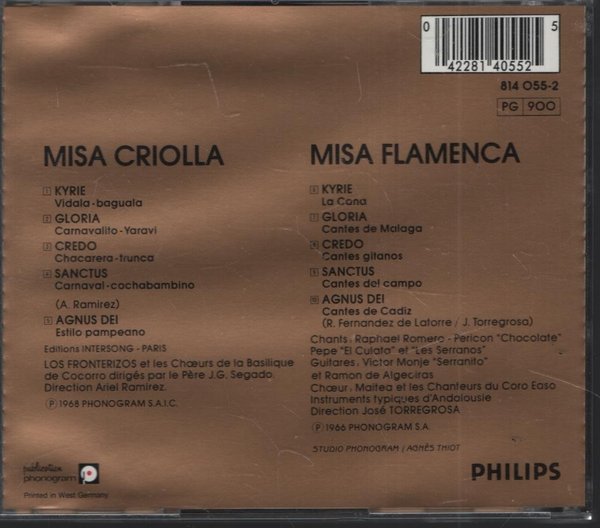 0 5
42281 40552
814 055-2
PG 900
MISA CRIOLLA
1 KYRIE
Vidala-baguala
2 GLORIA
Carnavalito-Yaravi
3 CREDO
Chacarera-trunca
4 SANCTUS
Carnaval-cochabambino
(A. Ramirez)
5 AGNUS DEI
Estilo pampeano
Editions INTERSONG - PARIS
LOS FRONTERIZOS et les Chœurs de la Basilique
de Cocorro dirigés par le Père J.G. Segado.
Direction Ariel Ramirez.
Ⓟ 1968 PHONOGRAM S.A.I.C.
MISA FLAMENCA
6 KYRIE
La Cana
7 GLORIA
Cantes de Malaga
8 CREDO
Cantes gitanos
9 SANCTUS
Cantes del campo
10 AGNUS DEI
Cantes de Cadiz
(R. Fernandez de Latorre / J. Torregrosa)
Chants: Raphael Romero - Pericon "Chocolate"
Pepe "El Culata" et "Les Serranos"
Guitares: Victor Monje "Serranito"
et Ramon de Algeciras
Chœur: Maitea et les Chanteurs du Coro Easo
Instruments typiques d'Andalousie
Direction José TORREGROSA
Ⓟ 1966 PHONOGRAM S.A.
STUDIO PHONOGRAM / AGNÈS THIOT
publication
phonogram
Printed in West Germany
PHILIPS